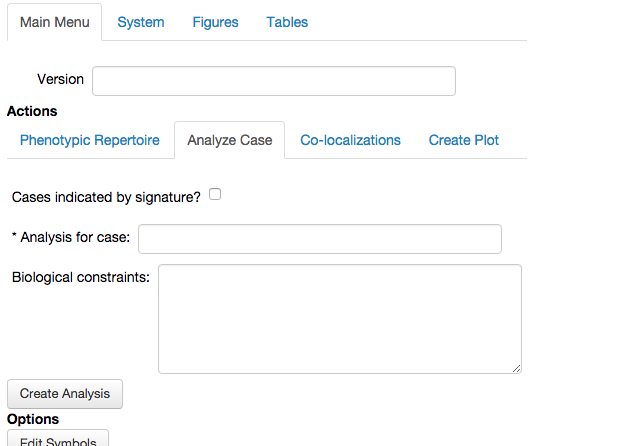 Main Menu System Figures Tables
Version
Actions
Phenotypic Repertoire Analyze Case Co-localizations Create Plot
Cases indicated by signature?
* Analysis for case:
Biological constraints:
Create Analysis
Options
Edit Symbols